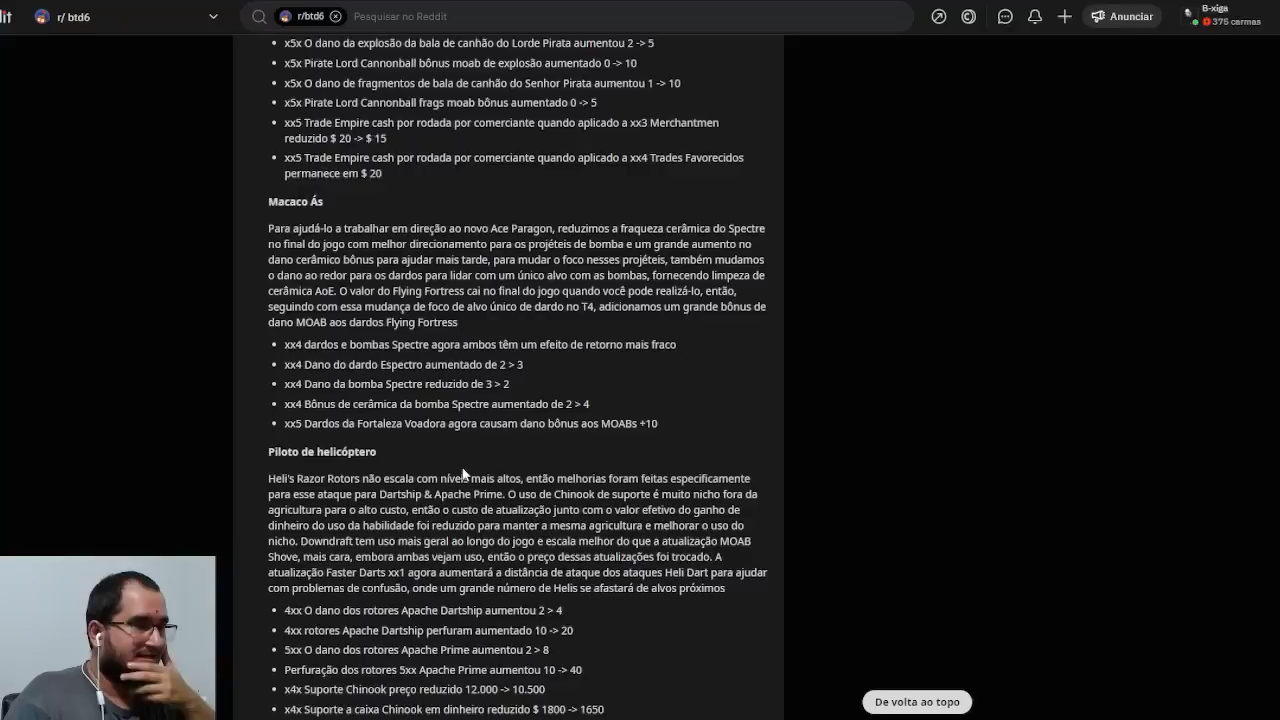 it
r/ btd6
r/btd6
Pesquisar no Reddit
Anunciar
B-xiga
375 carmas
x5x O dano da explosão da bala de canhão do Lorde Pirata aumentou 2 -> 5
x5x Pirate Lord Cannonball bônus moab de explosão aumentado 0 -> 10
x5x O dano de fragmentos de bala de canhão do Senhor Pirata aumentou 1 -> 10
x5x Pirate Lord Cannonball frags moab bônus aumentado 0 -> 5
xx5 Trade Empire cash por rodada por comerciante quando aplicado a xx3 Merchantmen
reduzido $ 20 -> $ 15
xx5 Trade Empire cash por rodada por comerciante quando aplicado a xx4 Trades Favorecidos
permanece em $ 20
Macaco Ás
Para ajudá-lo a trabalhar em direção ao novo Ace Paragon, reduzimos a fraqueza cerâmica do Spectre
no final do jogo com melhor direcionamento para os projéteis de bomba e um grande aumento no
dano cerâmico bônus para ajudar mais tarde, para mudar o foco nesses projéteis, também mudamos
o dano ao redor para os dardos para lidar com um único alvo com as bombas, fornecendo limpeza de
cerâmica AoE. O valor do Flying Fortress cai no final do jogo quando você pode realizá-lo, então,
seguindo com essa mudança de foco de alvo único de dardo no T4, adicionamos um grande bônus de
dano MOAB aos dardos Flying Fortress
xx4 dardos e bombas Spectre agora ambos têm um efeito de retorno mais fraco
xx4 Dano do dardo Espectro aumentado de 2 > 3
xx4 Dano da bomba Spectre reduzido de 3 > 2
xx4 Bônus de cerâmica da bomba Spectre aumentado de 2 > 4
xx5 Dardos da Fortaleza Voadora agora causam dano bônus aos MOABs +10
Piloto de helicóptero
Heli's Razor Rotors não escala com níveis mais altos, então melhorias foram feitas especificamente
para esse ataque para Dartship & Apache Prime. O uso de Chinook de suporte é muito nicho fora da
agricultura para o alto custo, então o custo de atualização junto com o valor efetivo do ganho de
dinheiro do uso da habilidade foi reduzido para manter a mesma agricultura e melhorar o uso do
nicho. Downdraft tem uso mais geral ao longo do jogo e escala melhor do que a atualização MOAB
Shove, mais cara, embora ambas vejam uso, então o preço dessas atualizações foi trocado. A
atualização Faster Darts xx1 agora aumentará a distância de ataque dos ataques Heli Dart para ajudar
com problemas de confusão, onde um grande número de Helis se afastará de alvos próximos
4xx O dano dos rotores Apache Dartship aumentou 2 > 4
4xx rotores Apache Dartship perfuram aumentado 10 -> 20
5xx O dano dos rotores Apache Prime aumentou 2 > 8
Perfuração dos rotores 5xx Apache Prime aumentou 10 -> 40
x4x Suporte Chinook preço reduzido 12.000 -> 10.500
x4x Suporte a caixa Chinook em dinheiro reduzido $ 1800 -> 1650
De volta ao topo